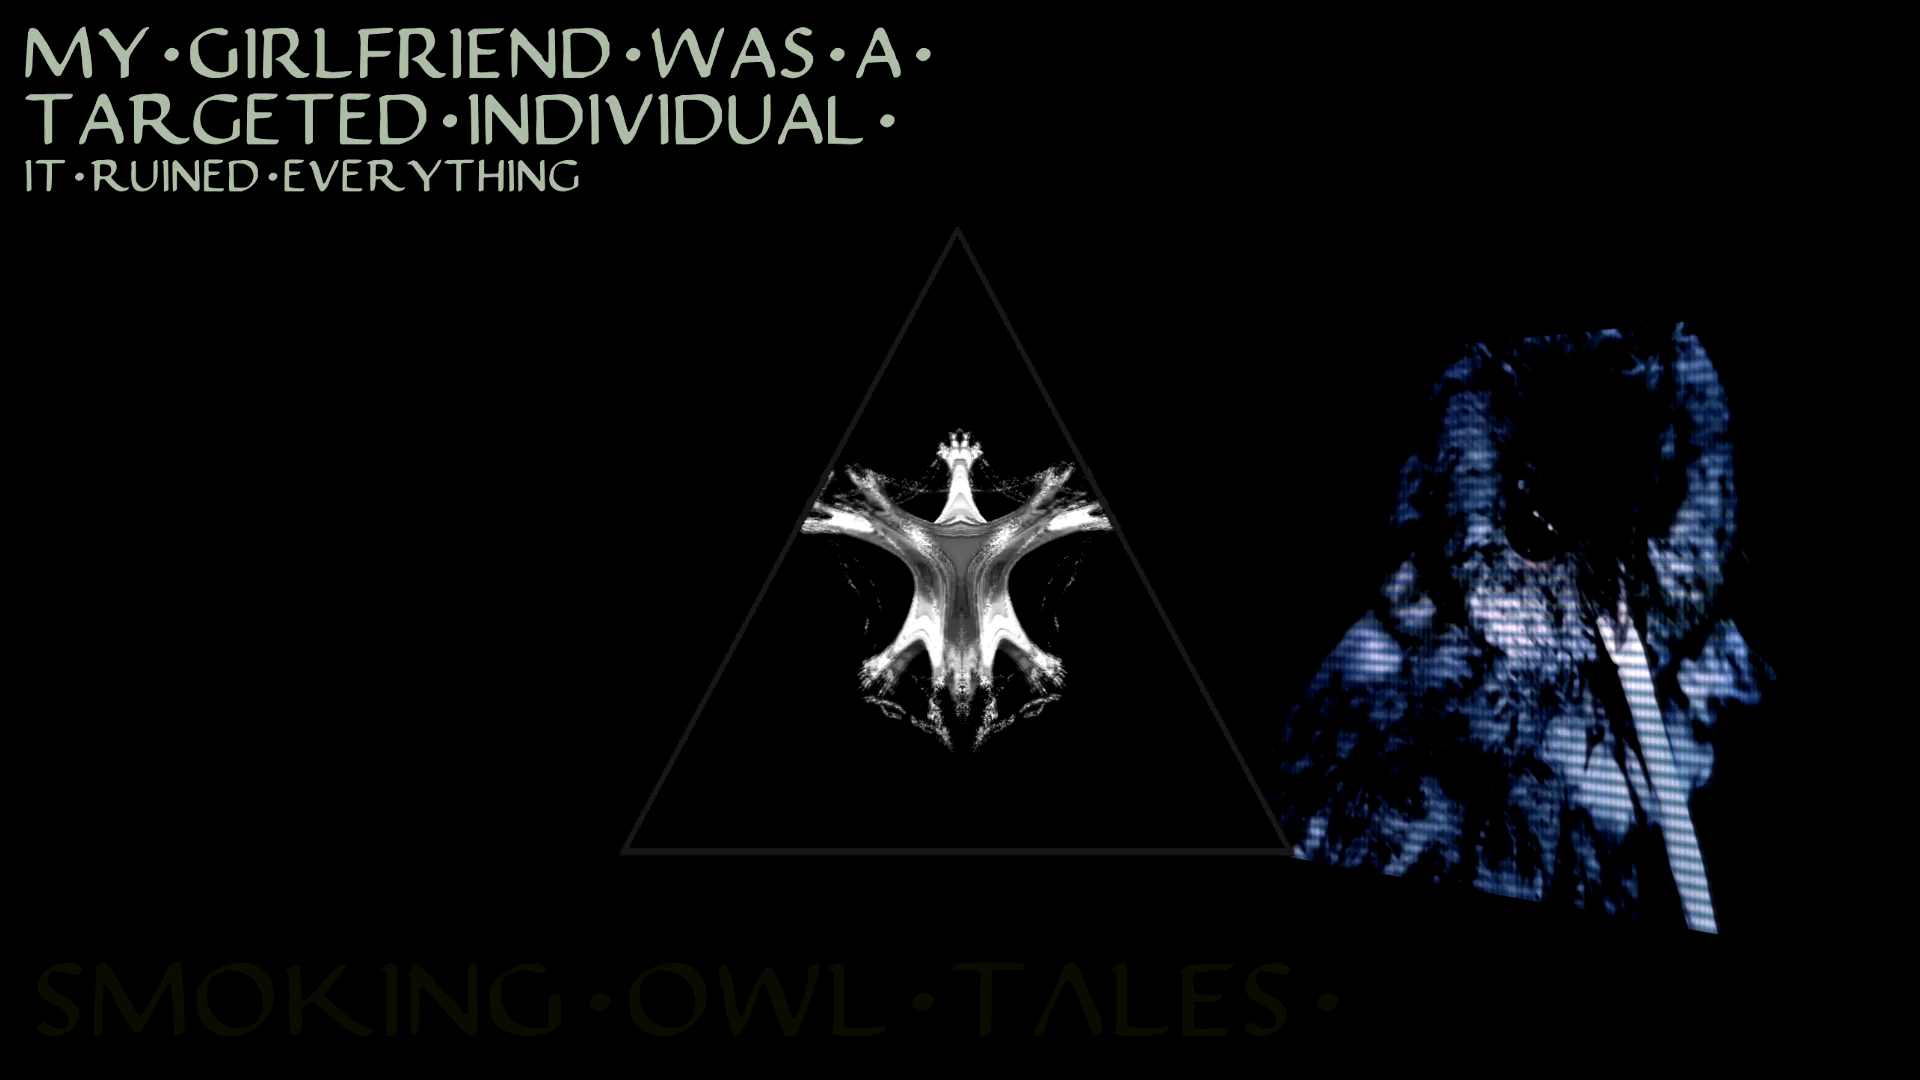 MY•GIRLFRIEND•WAS•A•
TARGETED•INDIVIDUAL•
IT•RUINED•EVERYTHING
SMOKING•OWL•TALES•